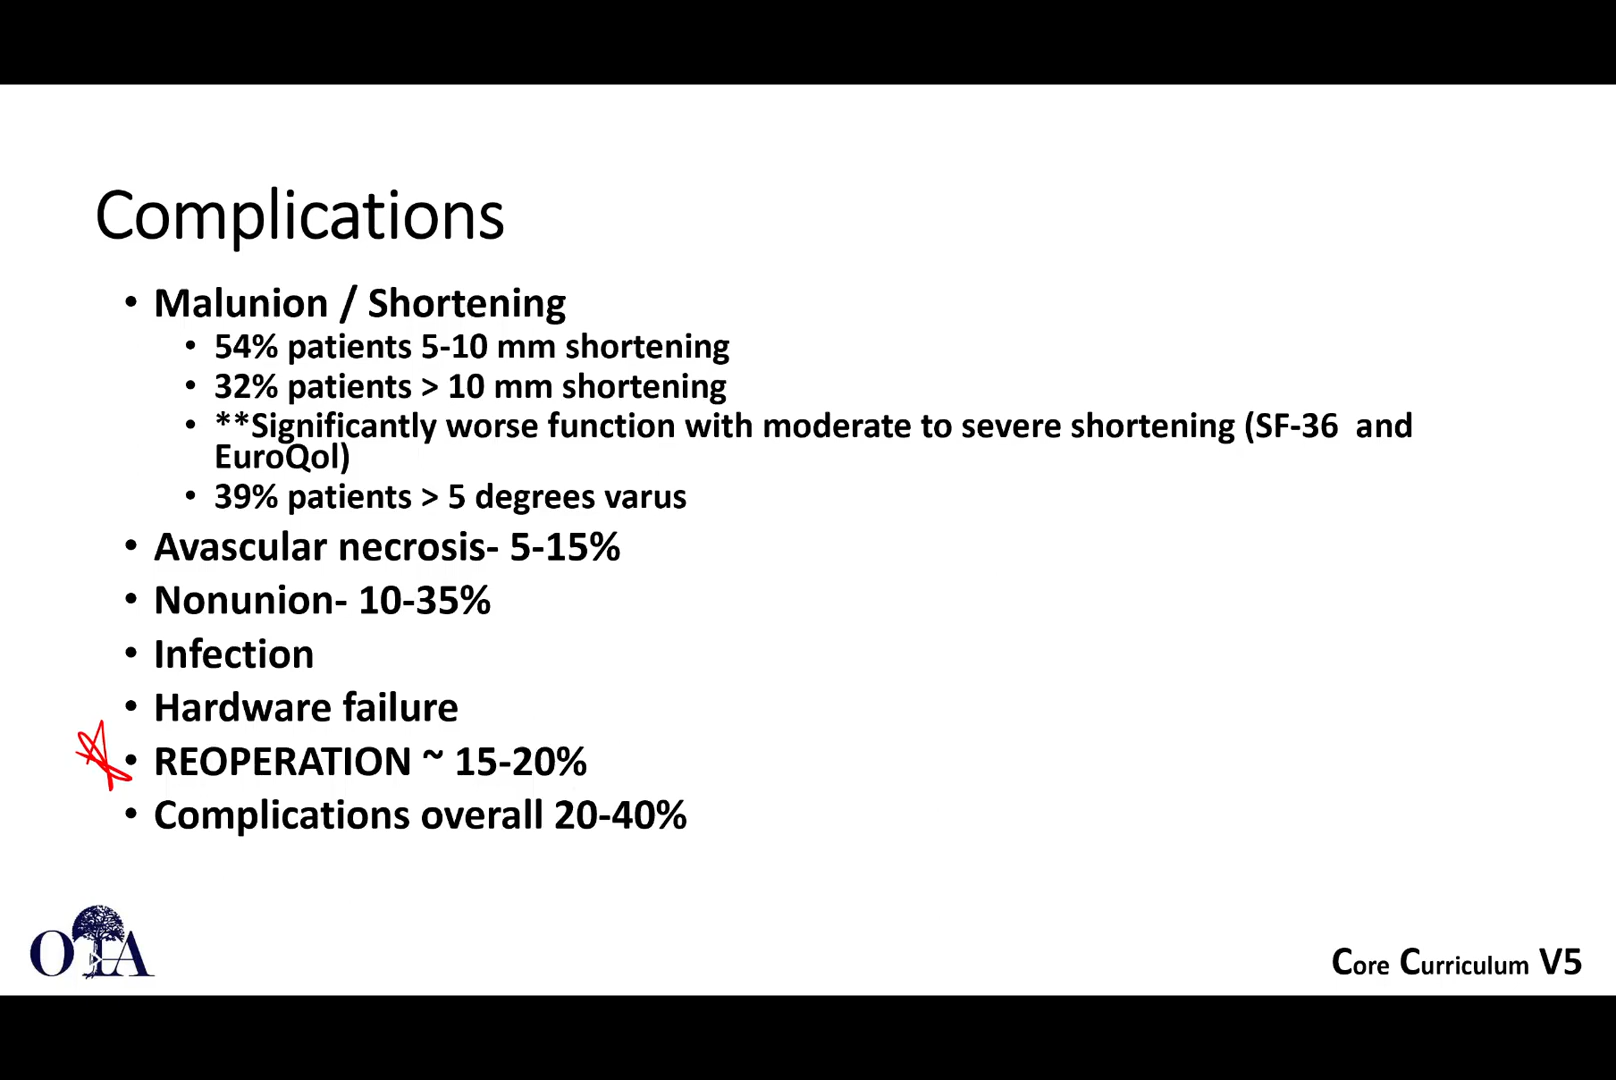 Complications
• Malunion / Shortening
• 54% patients 5-10 mm shortening
• 32% patients > 10 mm shortening
• **Significantly worse function with moderate to severe shortening (SF-36 and
EuroQol)
• 39% patients > 5 degrees varus
• Avascular necrosis- 5-15%
• Nonunion- 10-35%
• Infection
• Hardware failure
• REOPERATION ~ 15-20%
• Complications overall 20-40%
OTA
Core Curriculum V5